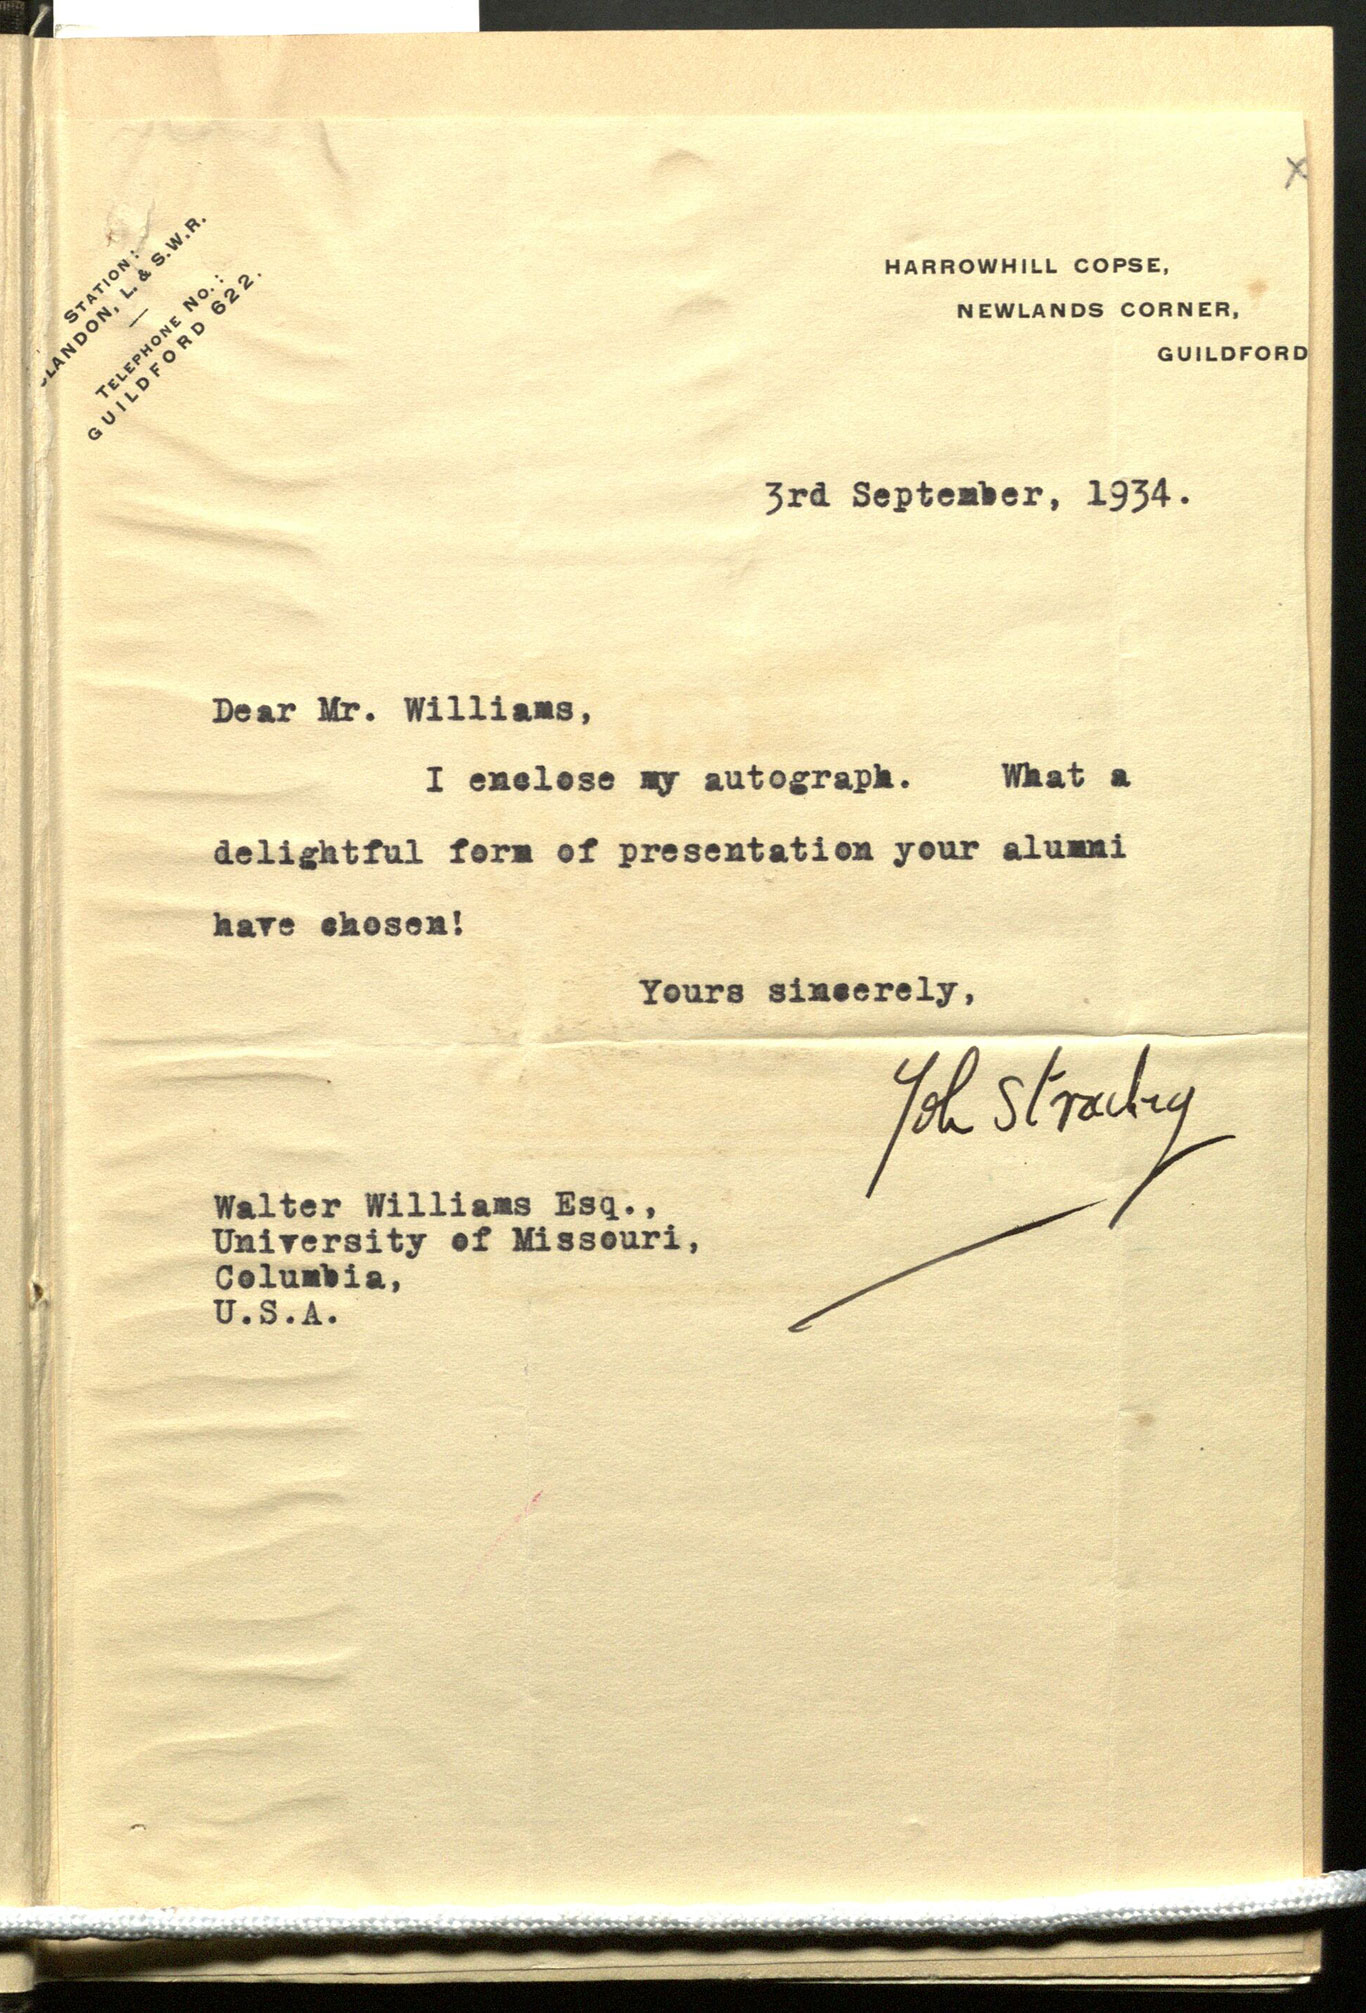 STATION:
CLANDON, L. & S.W.R.
TELEPHONE NO.:
GUILDFORD 622.
X
HARROWHILL COPSE,
NEWLANDS CORNER,
GUILDFORD
3rd September, 1934.
Dear Mr. Williams,
I enclose my autograph. What a
delightful form of presentation your alumni
have chosen!
Yours sincerely,
John Strachey
Walter Williams Esq.,
University of Missouri,
Columbia,
U.S.A.